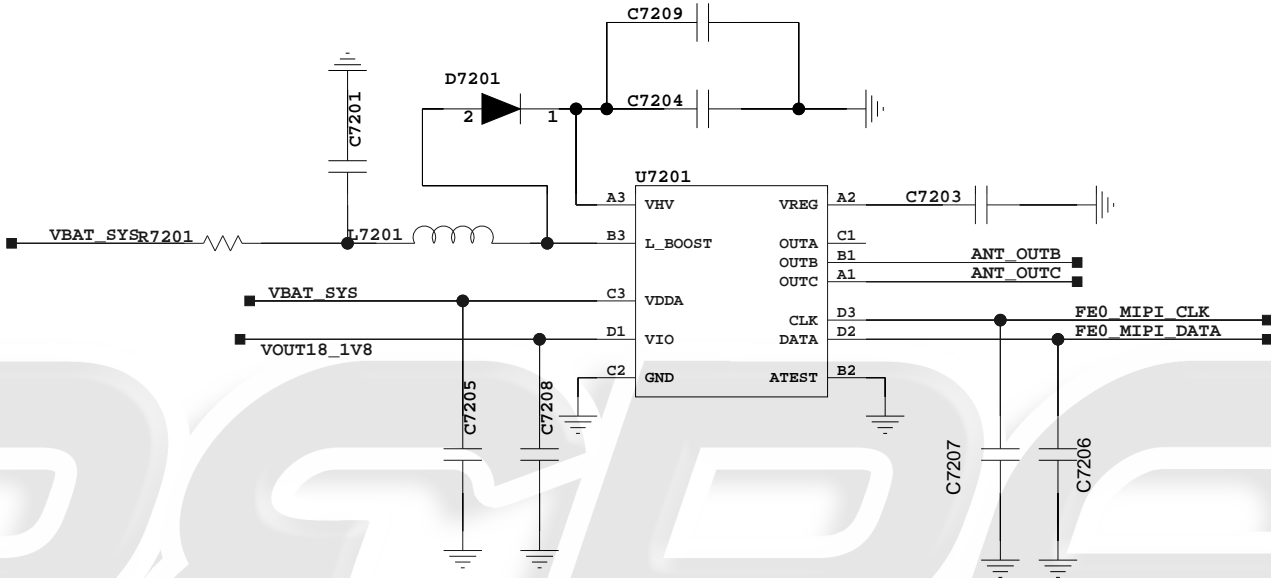 C7209
D7201
C7201
C7204
2
1
U7201
A3 VHV VREG A2 C7203
VBAT_SYS R7201 L7201 B3 L_BOOST OUTA C1
OUTB B1 ANT_OUTB
OUTC A1 ANT_OUTC
VBAT_SYS C3 VDDA
CLK D3 FE0_MIPI_CLK
VOUT18_1V8 D1 VIO DATA D2 FE0_MIPI_DATA
C2 GND ATEST B2
C7205
C7208
C7207
C7206